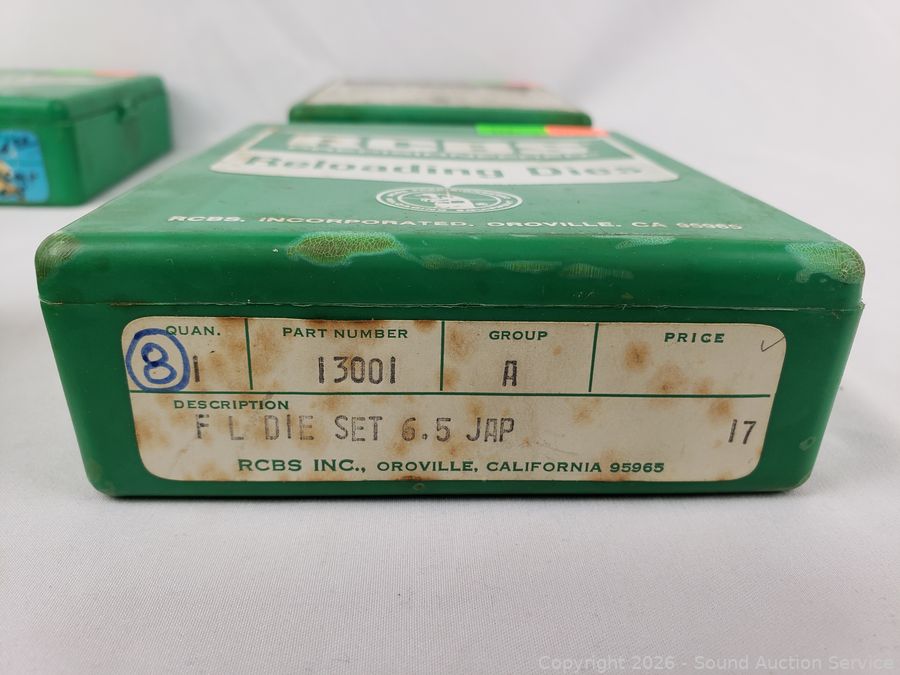 RCBS
Reloading Dies
RCBS, INCORPORATED, OROVILLE, CA 95965
QUAN. PART NUMBER GROUP PRICE
8 1 13001 A
DESCRIPTION
F L DIE SET 6.5 JAP 17
RCBS INC., OROVILLE, CALIFORNIA 95965
Copyright 2026 - Sound Auction Service